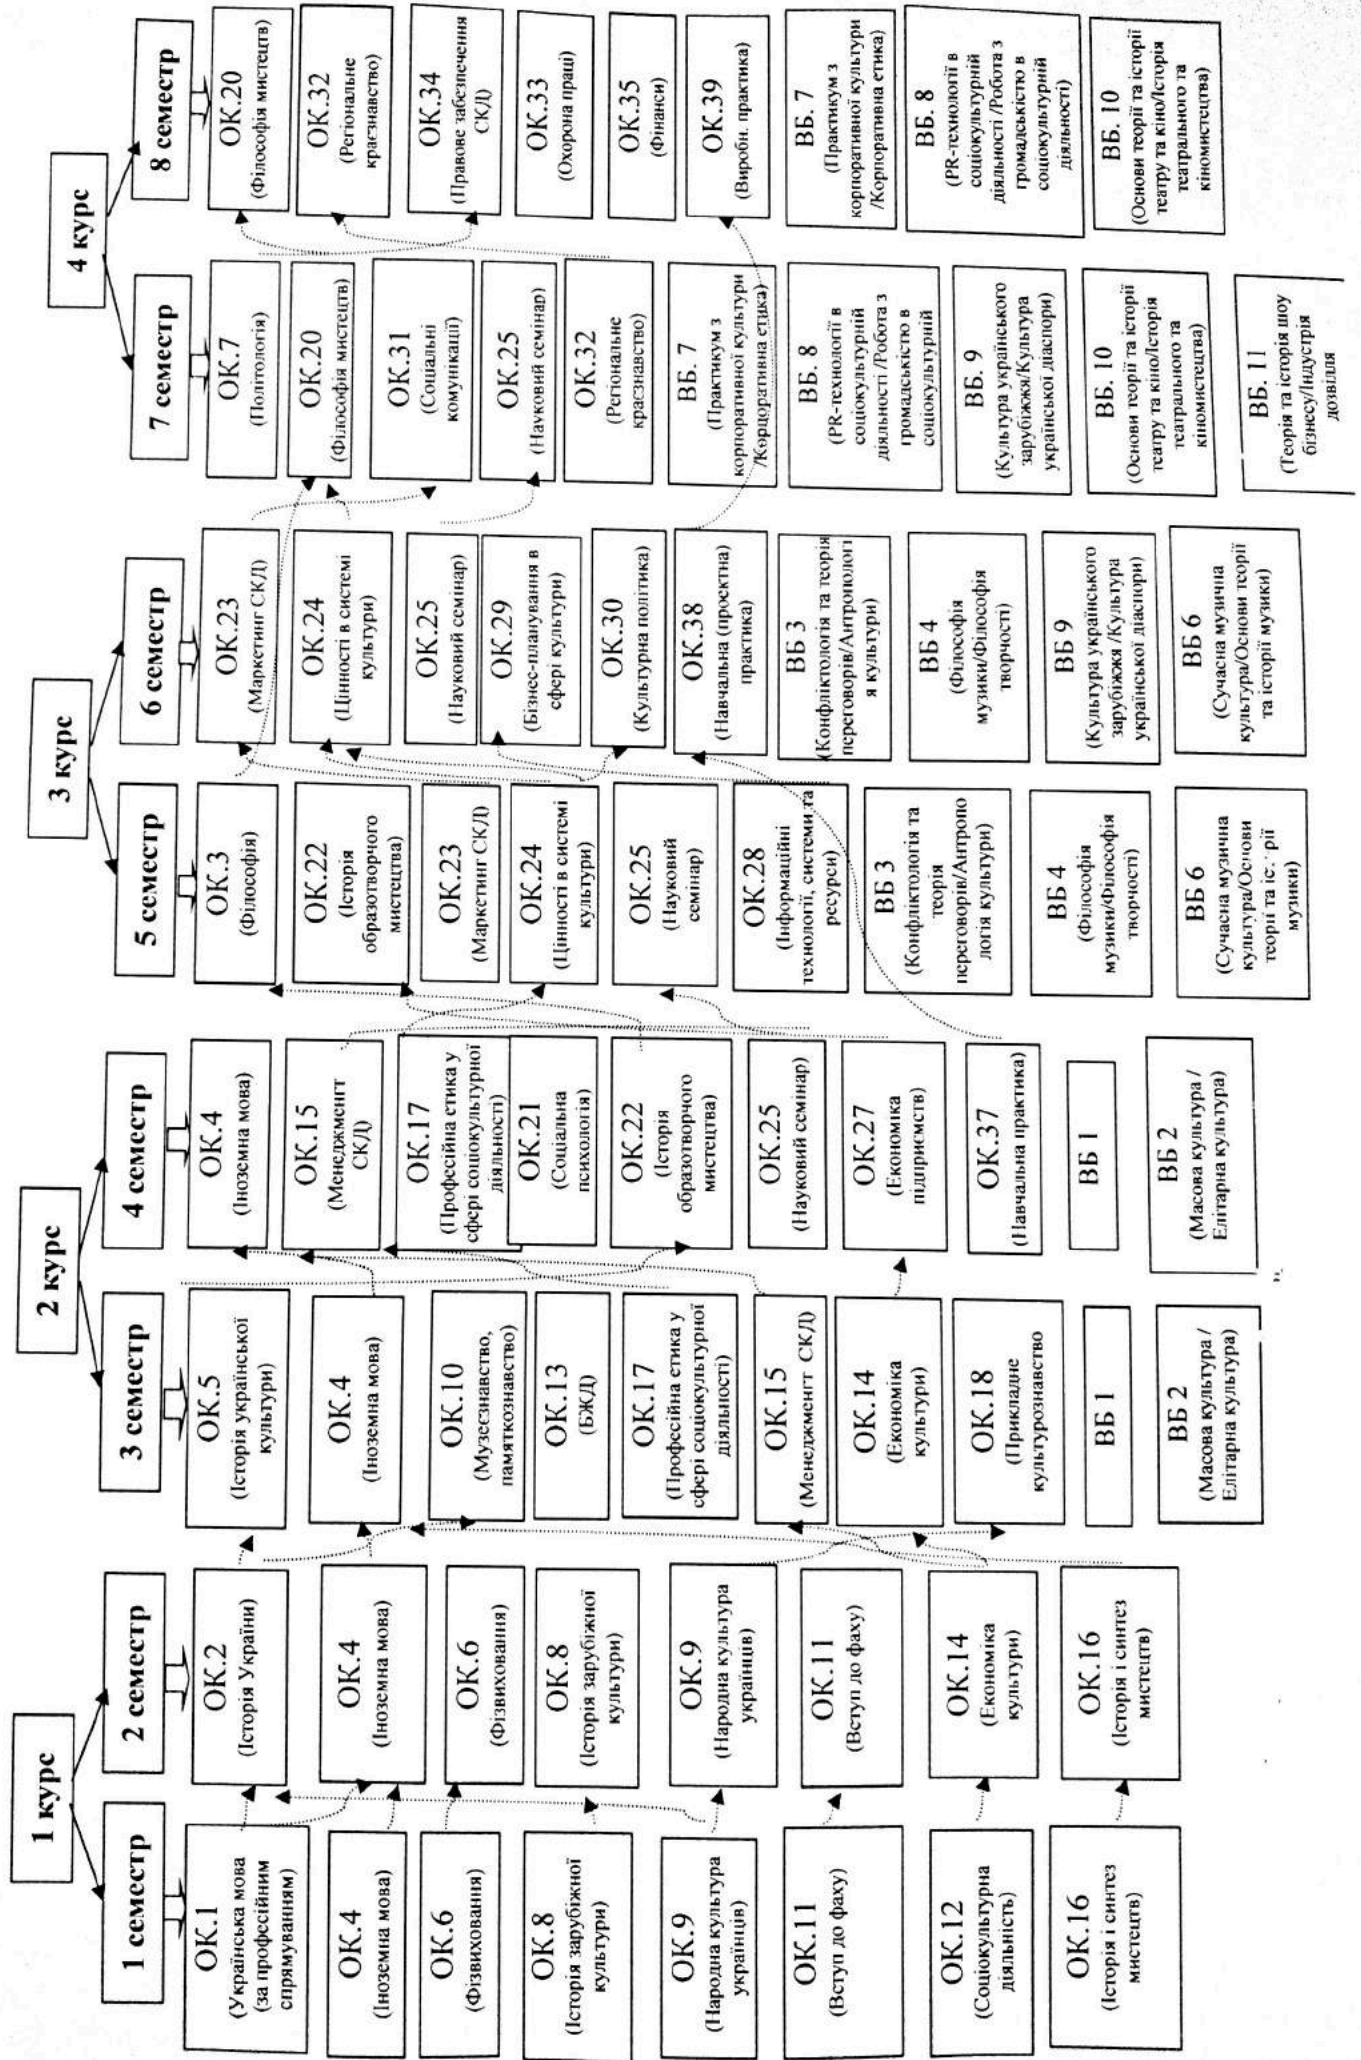 1 курс
1 семестр
ОК.1
(Українська мова
(за професійним
спрямуванням)
ОК.4
(Іноземна мова)
ОК.6
(Фізвиховання)
ОК.8
(Історія зарубіжної
культури)
ОК.9
(Народна культура
українців)
ОК.11
(Вступ до фаху)
ОК.12
(Соціокультурна
діяльність)
ОК.16
(Історія і синтез
мистецтв)
2 семестр
ОК.2
(Історія України)
ОК.4
(Іноземна мова)
ОК.6
(Фізвиховання)
ОК.8
(Історія зарубіжної
культури)
ОК.9
(Народна культура
українців)
ОК.11
(Вступ до фаху)
ОК.14
(Економіка
культури)
ОК.16
(Історія і синтез
мистецтв)
2 курс
3 семестр
ОК.5
(Історія української
культури)
ОК.4
(Іноземна мова)
ОК.10
(Музеєзнавство,
памяткознавство)
ОК.13
(БЖД)
ОК.17
(Професійна етика у
сфері соціокультурної
діяльності)
ОК.15
(Менеджмент СКД)
ОК.14
(Економіка
культури)
ОК.18
(Прикладне
культурознавство
ВБ 1
ВБ 2
(Масова культура /
Елітарна культура)
4 семестр
ОК.4
(Іноземна мова)
ОК.15
(Менеджмент
СКД)
ОК.17
(Професійна етика у
сфері соціокультурної
діяльності)
ОК.21
(Соціальна
психологія)
ОК.22
(Історія
образотворчого
мистецтва)
ОК.25
(Науковий семінар)
ОК.27
(Економіка
підприємств)
ОК.37
(Навчальна практика)
ВБ 1
ВБ 2
(Масова культура /
Елітарна культура)
3 курс
5 семестр
ОК.3
(Філософія)
ОК.22
(Історія
образотворчого
мистецтва)
ОК.23
(Маркетинг СКД)
ОК.24
(Цінності в системі
культури)
ОК.25
(Науковий
семінар)
ОК.28
(Інформаційні
технології, системи та
ресурси)
ВБ 3
(Конфліктологія та
теорія
переговорів/Антропо
логія культури)
ВБ 4
(Філософія
музики/Філософія
творчості)
ВБ 6
(Сучасна музична
культура/Основи
теорії та історії
музики)
6 семестр
ОК.23
(Маркетинг СКД)
ОК.24
(Цінності в системі
культури)
ОК.25
(Науковий семінар)
ОК.29
(Бізнес-планування в
сфері культури)
ОК.30
(Культурна політика)
ОК.38
(Навчальна (проєктна)
практика)
ВБ 3
(Конфліктологія та теорія
переговорів/Антропологі
я культури)
ВБ 4
(Філософія
музики/Філософія
творчості)
ВБ 9
(Культура українського
зарубіжжя/Культура
української діаспори)
ВБ 6
(Сучасна музична
культура/Основи теорії
та історії музики)
4 курс
7 семестр
ОК.7
(Політологія)
ОК.20
(Філософія мистецтв)
ОК.31
(Соціальні
комунікації)
ОК.25
(Науковий семінар)
ОК.32
(Регіональне
краєзнавство)
ВБ. 7
(Практикум з
корпоративної культури
/Корпоративна етика)
ВБ. 8
(PR-технології в
соціокультурній
діяльності /Робота з
громадськістю в
соціокультурній
ВБ. 9
(Культура українського
зарубіжжя/Культура
української діаспори)
ВБ. 10
(Основи теорії та історії
театру та кіно/Історія
театрального та
кіномистецтва)
ВБ. 11
(Теорія та історія шоу
бізнесу/Індустрія
дозвілля
8 семестр
ОК.20
(Філософія мистецтв)
ОК.32
(Регіональне
краєзнавство)
ОК.34
(Правове забезпечення
СКД)
ОК.33
(Охорона праці)
ОК.35
(Фінанси)
ОК.39
(Виробн. практика)
ВБ. 7
(Практикум з
корпоративної культури
/Корпоративна етика)
ВБ. 8
(PR-технології в
соціокультурній
діяльності /Робота з
громадськістю в
соціокультурній
діяльності)
ВБ. 10
(Основи теорії та історії
театру та кіно/Історія
театрального та
кіномистецтва)